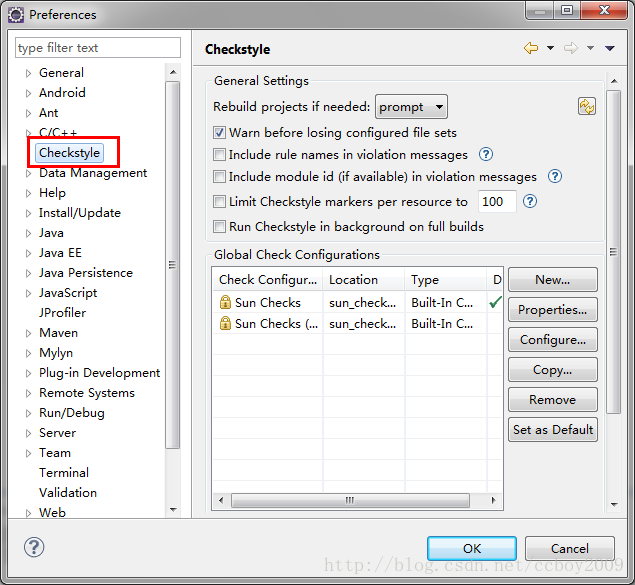 Preferences
type filter text
General
Android
Ant
C/C++
Checkstyle
Data Management
Help
Install/Update
Java
Java EE
Java Persistence
JavaScript
JProfiler
Maven
Mylyn
Plug-in Development
Remote Systems
Run/Debug
Server
Team
Terminal
Validation
Web
Checkstyle
General Settings
Rebuild projects if needed: prompt
Warn before losing configured file sets
Include rule names in violation messages
Include module id (if available) in violation messages
Limit Checkstyle markers per resource to 100
Run Checkstyle in background on full builds
Global Check Configurations
Check Configur... Location Type D
Sun Checks sun_check... Built-In C...
Sun Checks (... sun_check... Built-In C...
New...
Properties...
Configure...
Copy...
Remove
Set as Default
OK
Cancel
http://blog.csdn.net/ccboy2009